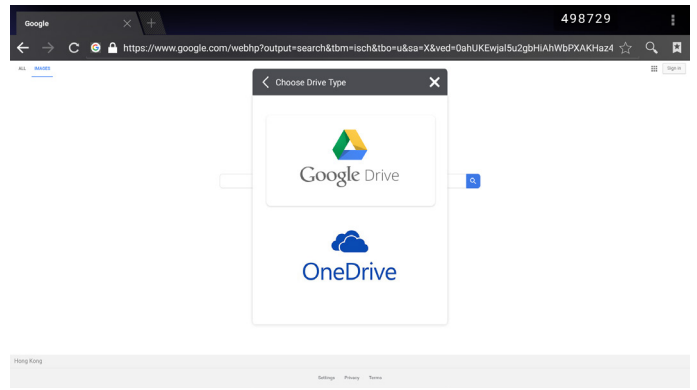 Google
498729
https://www.google.com/webhp?output=search&tbm=isch&tbo=u&sa=X&ved=0ahUKEwjal5u2gbHiAhWbPXAKHaz4
ALL IMAGES
Sign in
Choose Drive Type
Google Drive
OneDrive
Hong Kong
Settings Privacy Terms